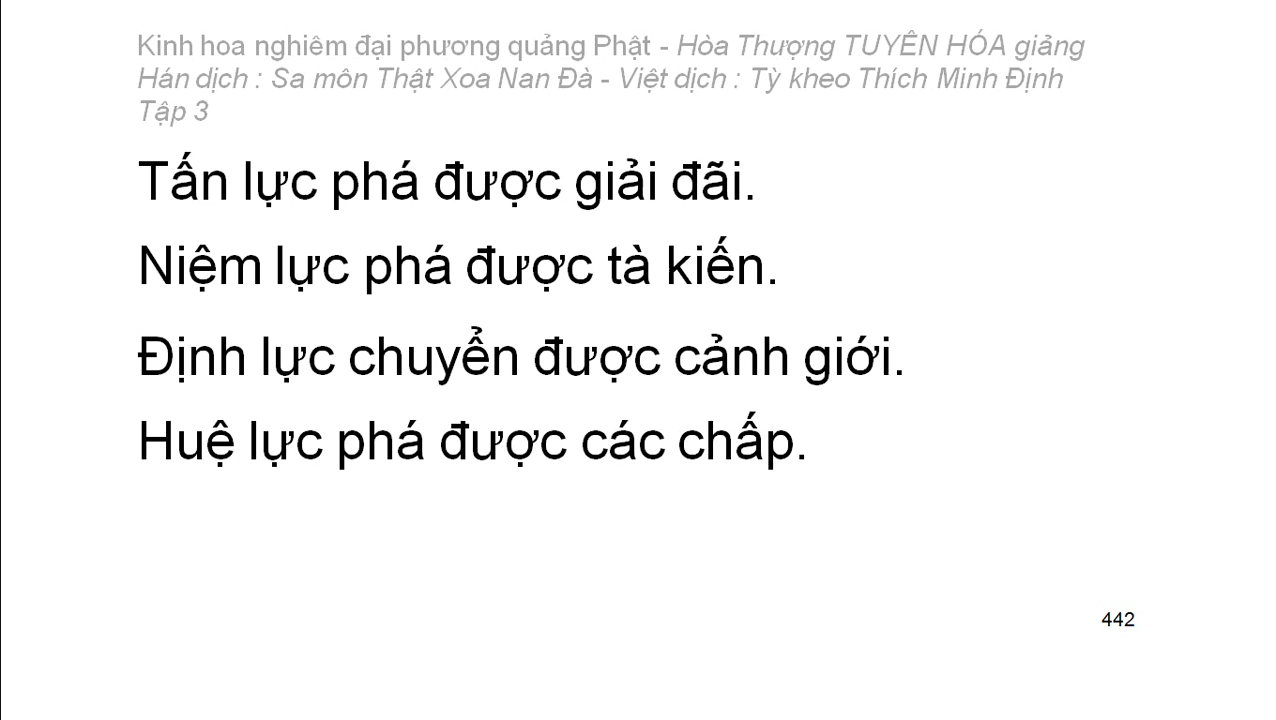 Kinh hoa nghiêm đại phương quảng Phật - Hòa Thượng TUYÊN HÓA giảng
Hán dịch : Sa môn Thật Xoa Nan Đà - Việt dịch : Tỳ kheo Thích Minh Định
Tập 3
Tấn lực phá được giải đãi.
Niệm lực phá được tà kiến.
Định lực chuyển được cảnh giới.
Huệ lực phá được các chấp.
442